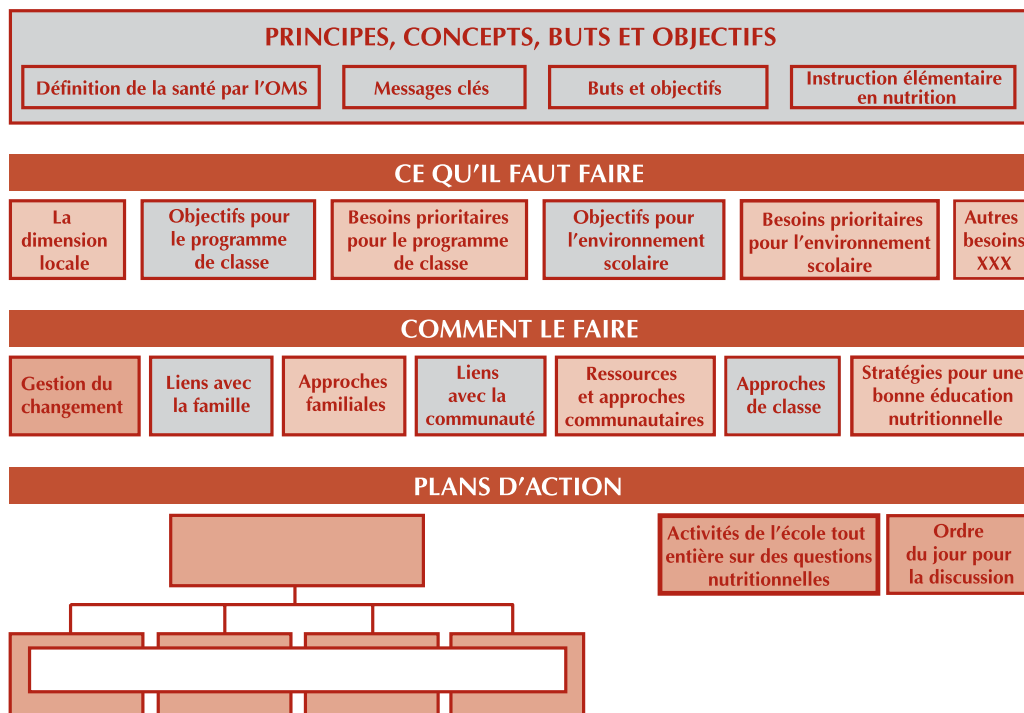 PRINCIPES, CONCEPTS, BUTS ET OBJECTIFS
Définition de la santé par l'OMS
Messages clés
Buts et objectifs
Instruction élémentaire
en nutrition
CE QU'IL FAUT FAIRE
La
dimension
locale
Objectifs pour
le programme
de classe
Besoins prioritaires
pour le programme
de classe
Objectifs pour
l'environnement
scolaire
Besoins prioritaires
pour l'environnement
scolaire
Autres
besoins
XXX
COMMENT LE FAIRE
Gestion du
changement
Liens avec
la famille
Approches
familiales
Liens
avec la
communauté
Ressources
et approches
communautaires
Approches
de classe
Stratégies pour une
bonne éducation
nutritionnelle
PLANS D'ACTION
Activités de l'école tout
entière sur des questions
nutritionnelles
Ordre
du jour pour
la discussion